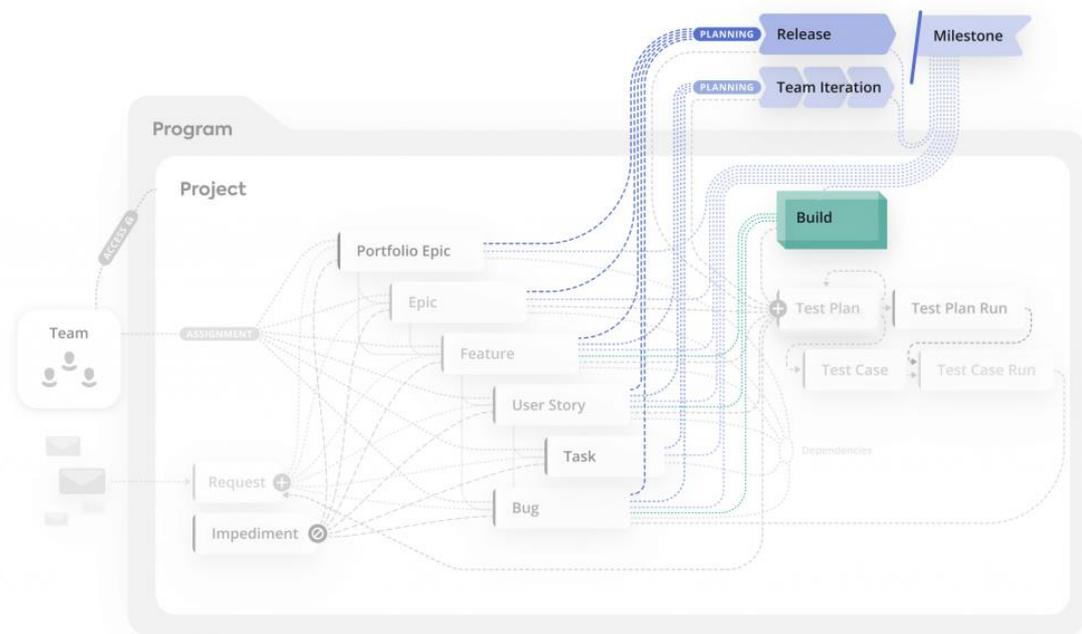 PLANNING
Release
Milestone
PLANNING
Team Iteration
Program
Project
ACCESS
Build
Portfolio Epic
Epic
Test Plan
Test Plan Run
Team
ASSIGNMENT
Feature
Test Case
Test Case Run
User Story
Task
Dependencies
Request
Bug
Impediment